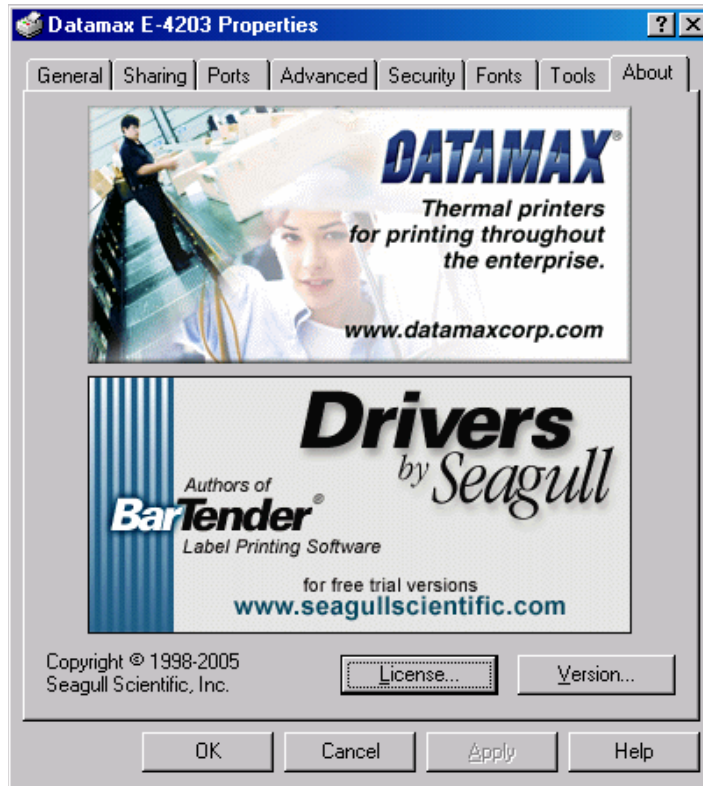 Datamax E-4203 Properties
General Sharing Ports Advanced Security Fonts Tools About
DATAMAX®
Thermal printers
for printing throughout
the enterprise.
www.datamaxcorp.com
Drivers
by Seagull
Authors of
BarTender®
Label Printing Software
for free trial versions
www.seagullscientific.com
Copyright © 1998-2005
Seagull Scientific, Inc.
License... Version...
OK Cancel Apply Help